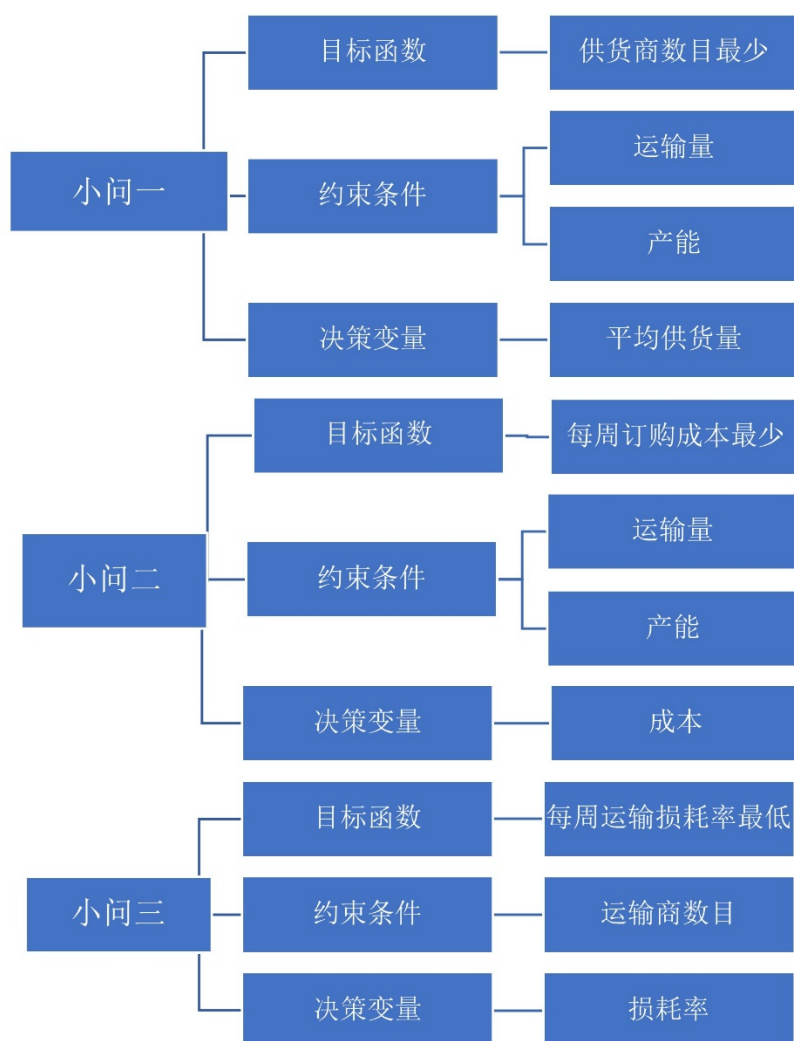 目标函数
供货商数目最少
小问一
约束条件
运输量
产能
决策变量
平均供货量
目标函数
每周订购成本最少
小问二
约束条件
运输量
产能
决策变量
成本
目标函数
每周运输损耗率最低
小问三
约束条件
运输商数目
决策变量
损耗率